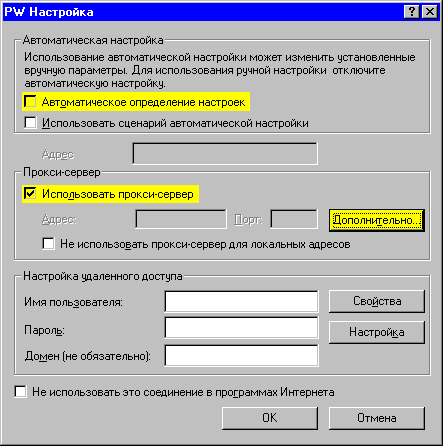 PW Настройка
Автоматическая настройка
Использование автоматической настройки может изменить установленные
вручную параметры. Для использования ручной настройки отключите
автоматическую настройку.
Автоматическое определение настроек
Использовать сценарий автоматической настройки
Адрес
Прокси-сервер
Использовать прокси-сервер
Адрес: Порт: Дополнительно...
Не использовать прокси-сервер для локальных адресов
Настройка удаленного доступа
Имя пользователя: Свойства
Пароль: Настройка
Домен (не обязательно):
Не использовать это соединение в программах Интернета
OK Отмена